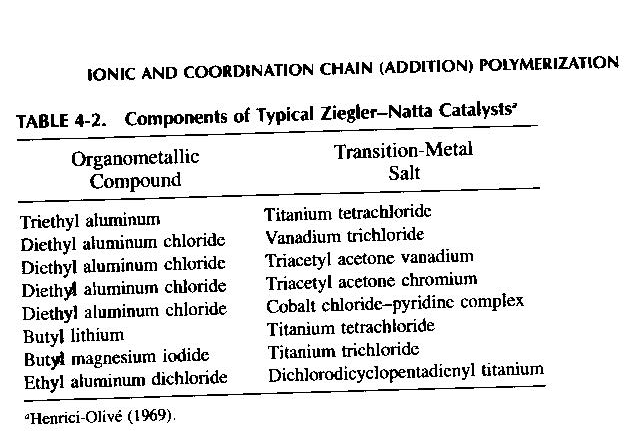 IONIC AND COORDINATION CHAIN (ADDITION) POLYMERIZATION
TABLE 4-2. Components of Typical Ziegler–Natta Catalystsᵃ
Organometallic Compound Transition-Metal Salt
Triethyl aluminum Titanium tetrachloride
Diethyl aluminum chloride Vanadium trichloride
Diethyl aluminum chloride Triacetyl acetone vanadium
Diethyl aluminum chloride Triacetyl acetone chromium
Diethyl aluminum chloride Cobalt chloride–pyridine complex
Butyl lithium Titanium tetrachloride
Butyl magnesium iodide Titanium trichloride
Ethyl aluminum dichloride Dichlorodicyclopentadienyl titanium
ᵃHenrici-Olivé (1969).